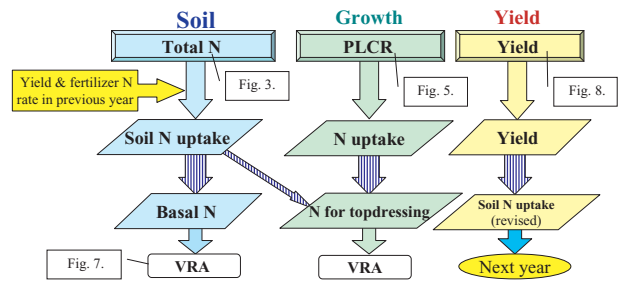 Soil
Growth
Yield
Total N
PLCR
Yield
Yield & fertilizer N
rate in previous year
Fig. 3.
Fig. 5.
Fig. 8.
Soil N uptake
N uptake
Yield
Basal N
N for topdressing
Soil N uptake
(revised)
Fig. 7.
VRA
VRA
Next year